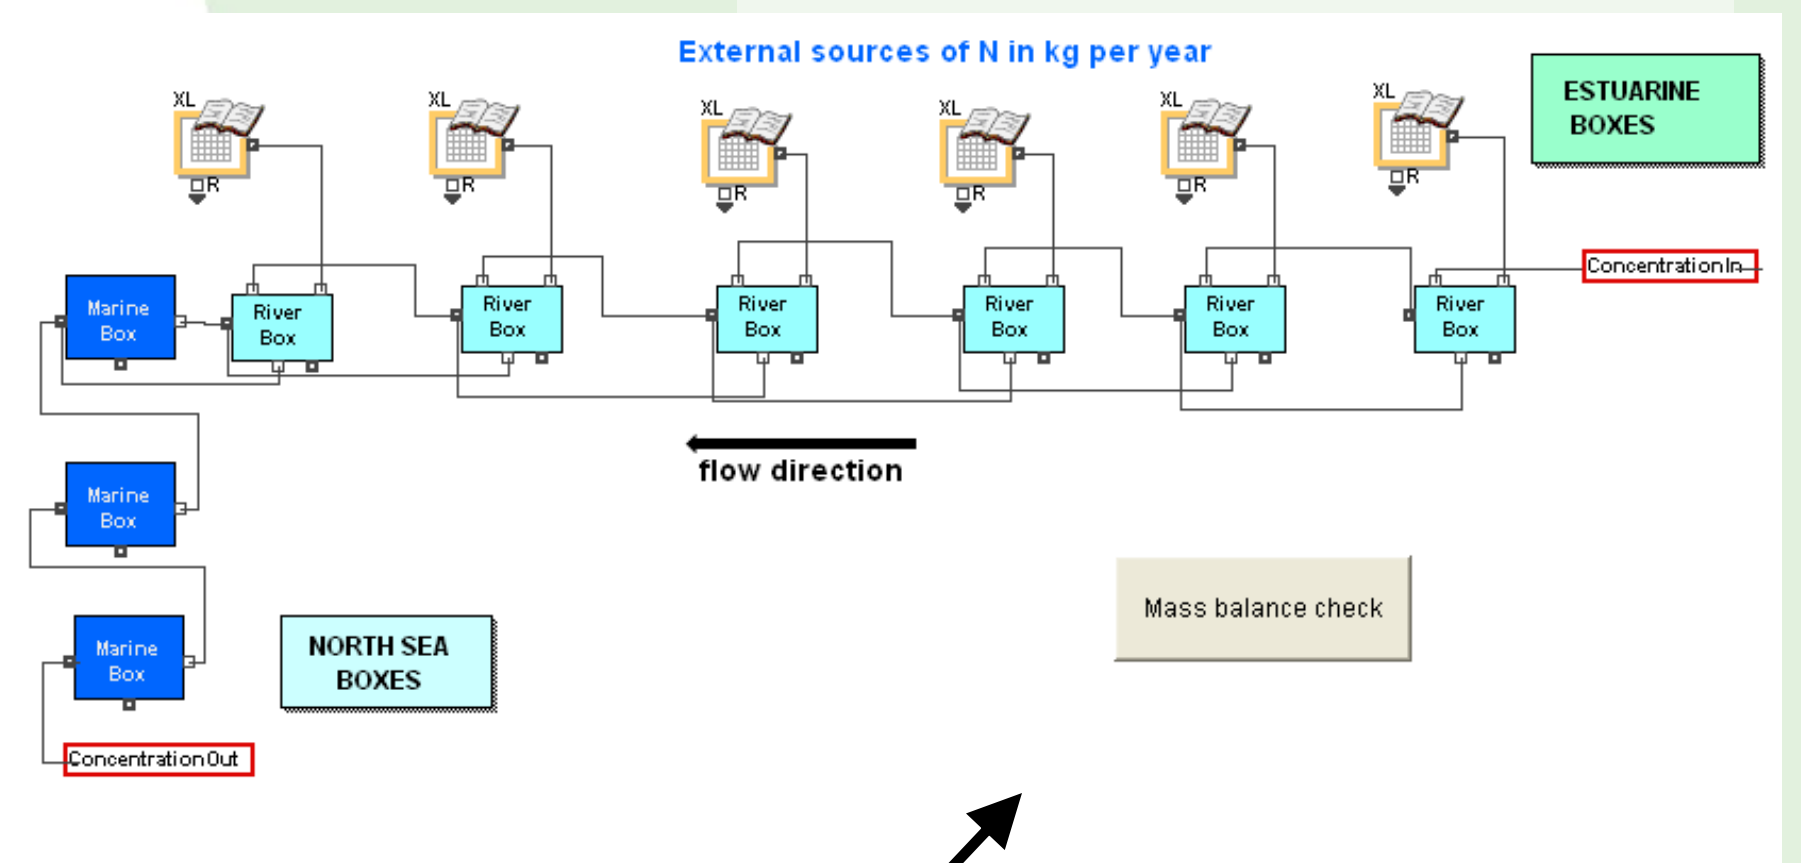 External sources of N in kg per year
ESTUARINE
BOXES
XL
XL
XL
XL
XL
XL
R
R
R
R
R
R
ConcentrationIn
Marine
Box
River
Box
River
Box
River
Box
River
Box
River
Box
River
Box
flow direction
Marine
Box
Mass balance check
Marine
Box
NORTH SEA
BOXES
ConcentrationOut